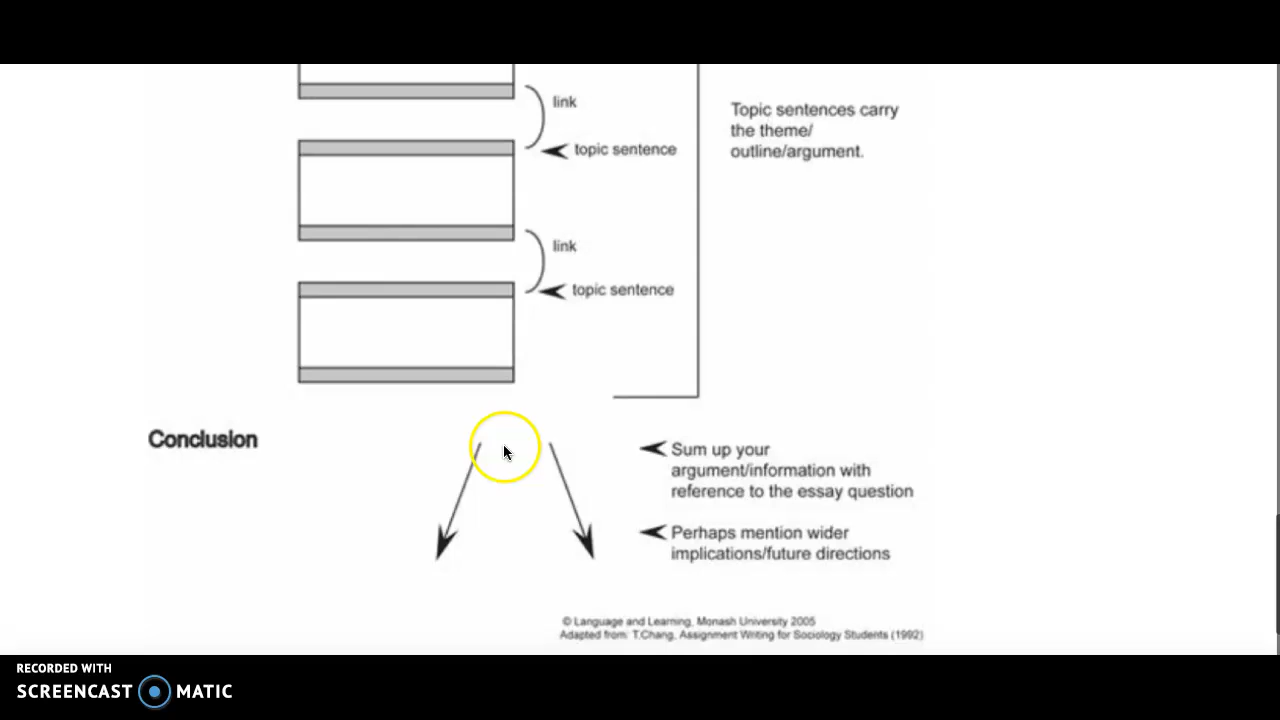 link
Topic sentences carry
the theme/
outline/argument.
topic sentence
link
topic sentence
Conclusion
Sum up your
argument/information with
reference to the essay question
Perhaps mention wider
implications/future directions
© Language and Learning, Monash University 2005
Adapted from: T.Chang, Assignment Writing for Sociology Students (1992)
RECORDED WITH
SCREENCAST MATIC